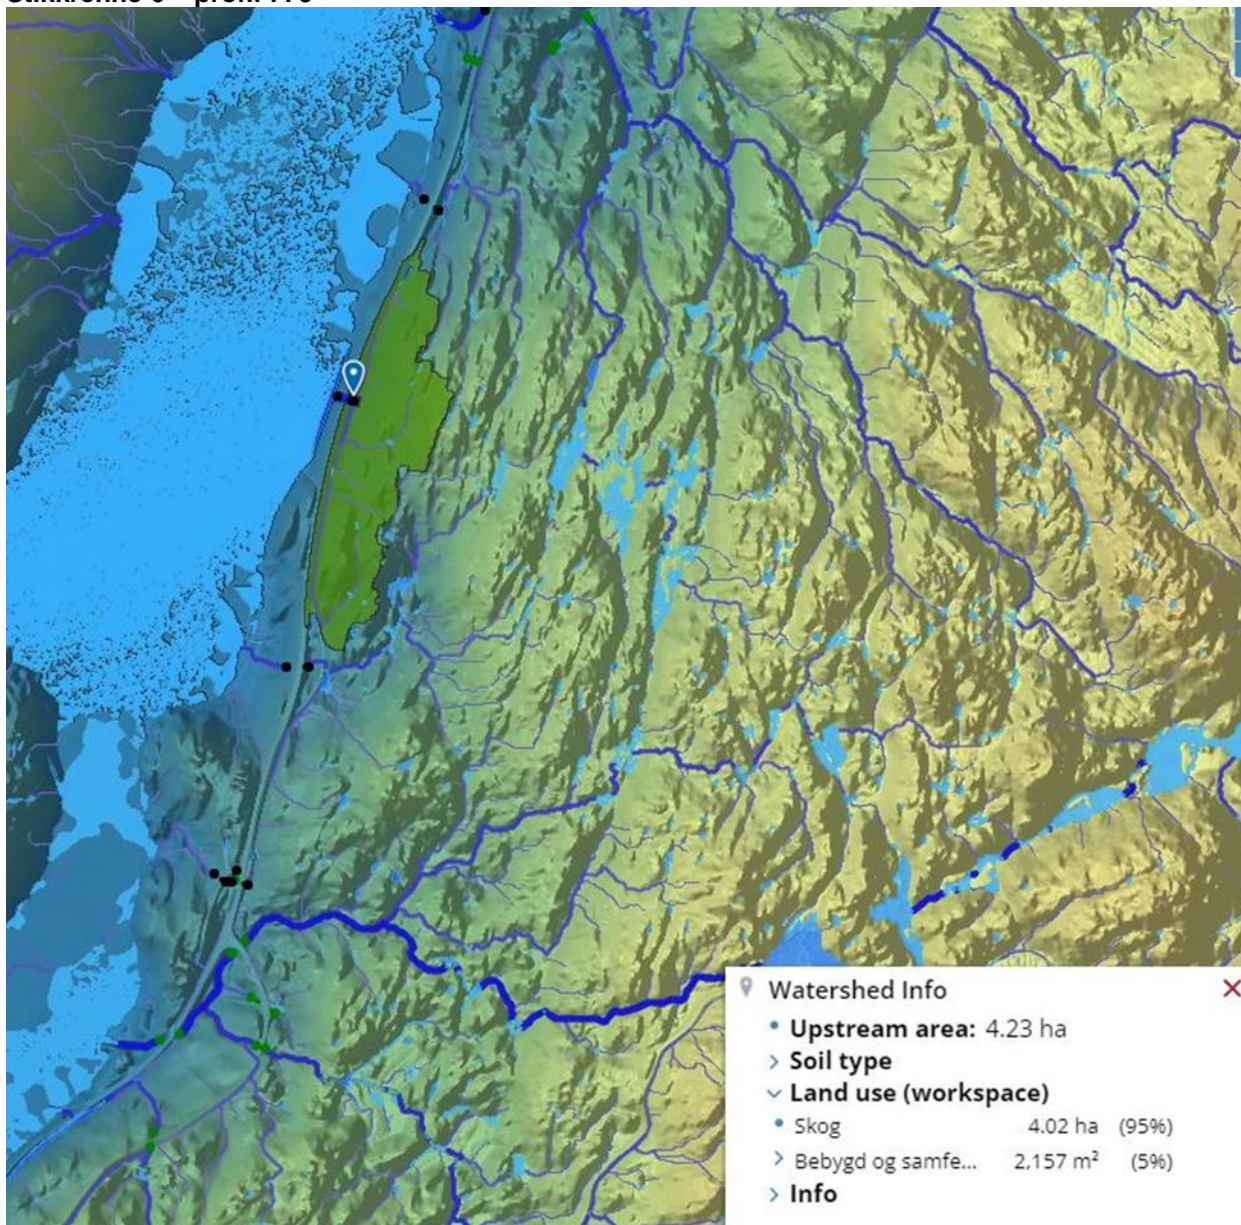 Watershed Info
Upstream area: 4.23 ha
Soil type
Land use (workspace)
Skog 4.02 ha (95%)
Bebygd og samfe... 2,157 m² (5%)
Info